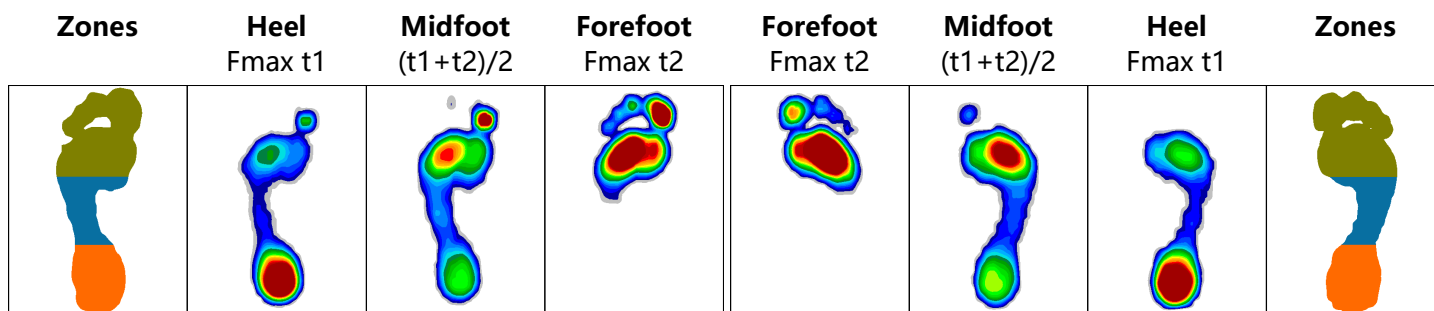 Zones Heel Midfoot Forefoot Forefoot Midfoot Heel Zones
Fmax t1 (t1+t2)/2 Fmax t2 Fmax t2 (t1+t2)/2 Fmax t1